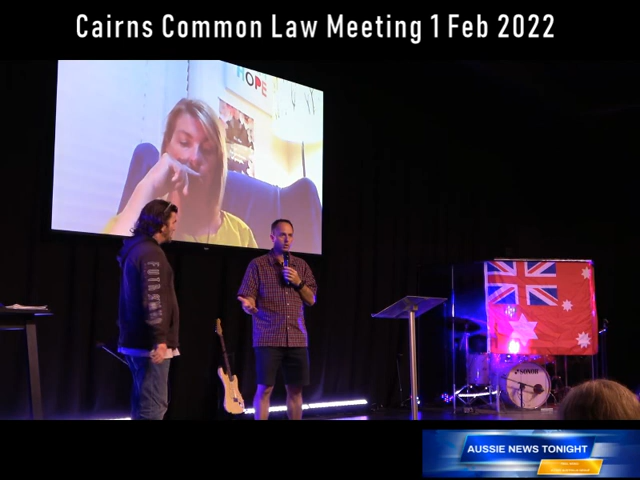 Cairns Common Law Meeting 1 Feb 2022
HOPE
SONOR
AUSSIE NEWS TONIGHT